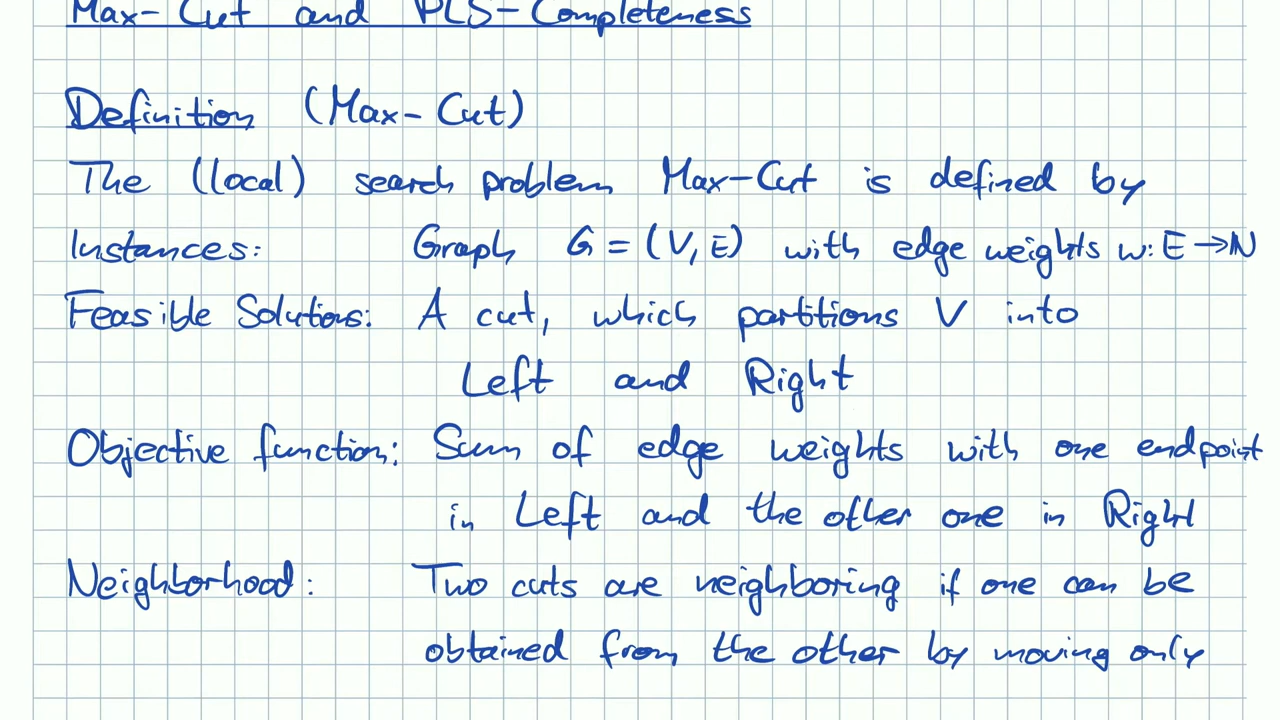 Max-Cut and PLS-Completeness
Definition (Max-Cut)
The (local) search problem Max-Cut is defined by
Instances: Graph G = (V, E) with edge weights w: E → ℕ
Feasible Solutions: A cut, which partitions V into
Left and Right
Objective function: Sum of edge weights with one endpoint
in Left and the other one in Right
Neighborhood: Two cuts are neighboring if one can be
obtained from the other by moving only